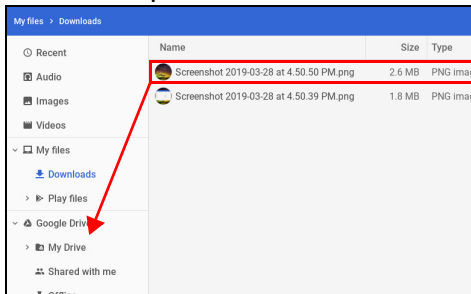 My files > Downloads
Name Size Type
Recent
Screenshot 2019-03-28 at 4.50.50 PM.png 2.6 MB PNG imag
Audio
Screenshot 2019-03-28 at 4.50.39 PM.png 1.8 MB PNG imag
Images
Videos
My files
Downloads
Play files
Google Drive
My Drive
Shared with me